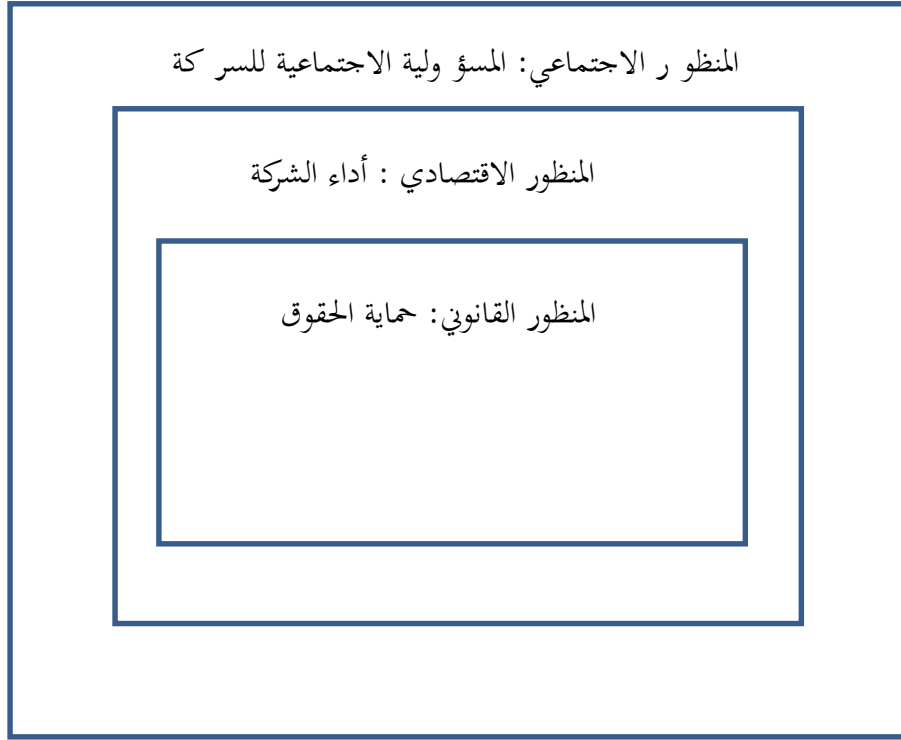 المنظو ر الاجتماعي: المسؤ ولية الاجتماعية للسر كة
المنظور الاقتصادي : أداء الشركة
المنظور القانوني: حماية الحقوق